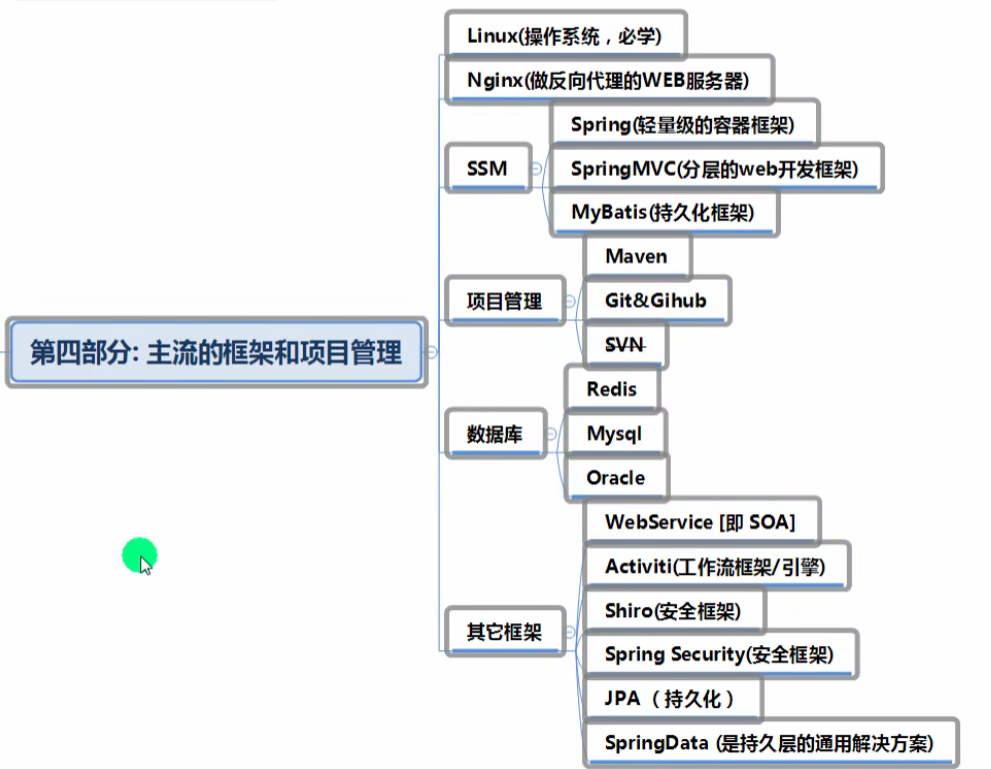 Linux(操作系统，必学)
Nginx(做反向代理的WEB服务器)
Spring(轻量级的容器框架)
SSM
SpringMVC(分层的web开发框架)
MyBatis(持久化框架)
Maven
项目管理
Git&Gihub
SVN
第四部分: 主流的框架和项目管理
Redis
数据库
Mysql
Oracle
WebService [即 SOA]
Activiti(工作流框架/引擎)
Shiro(安全框架)
其它框架
Spring Security(安全框架)
JPA（持久化）
SpringData (是持久层的通用解决方案)